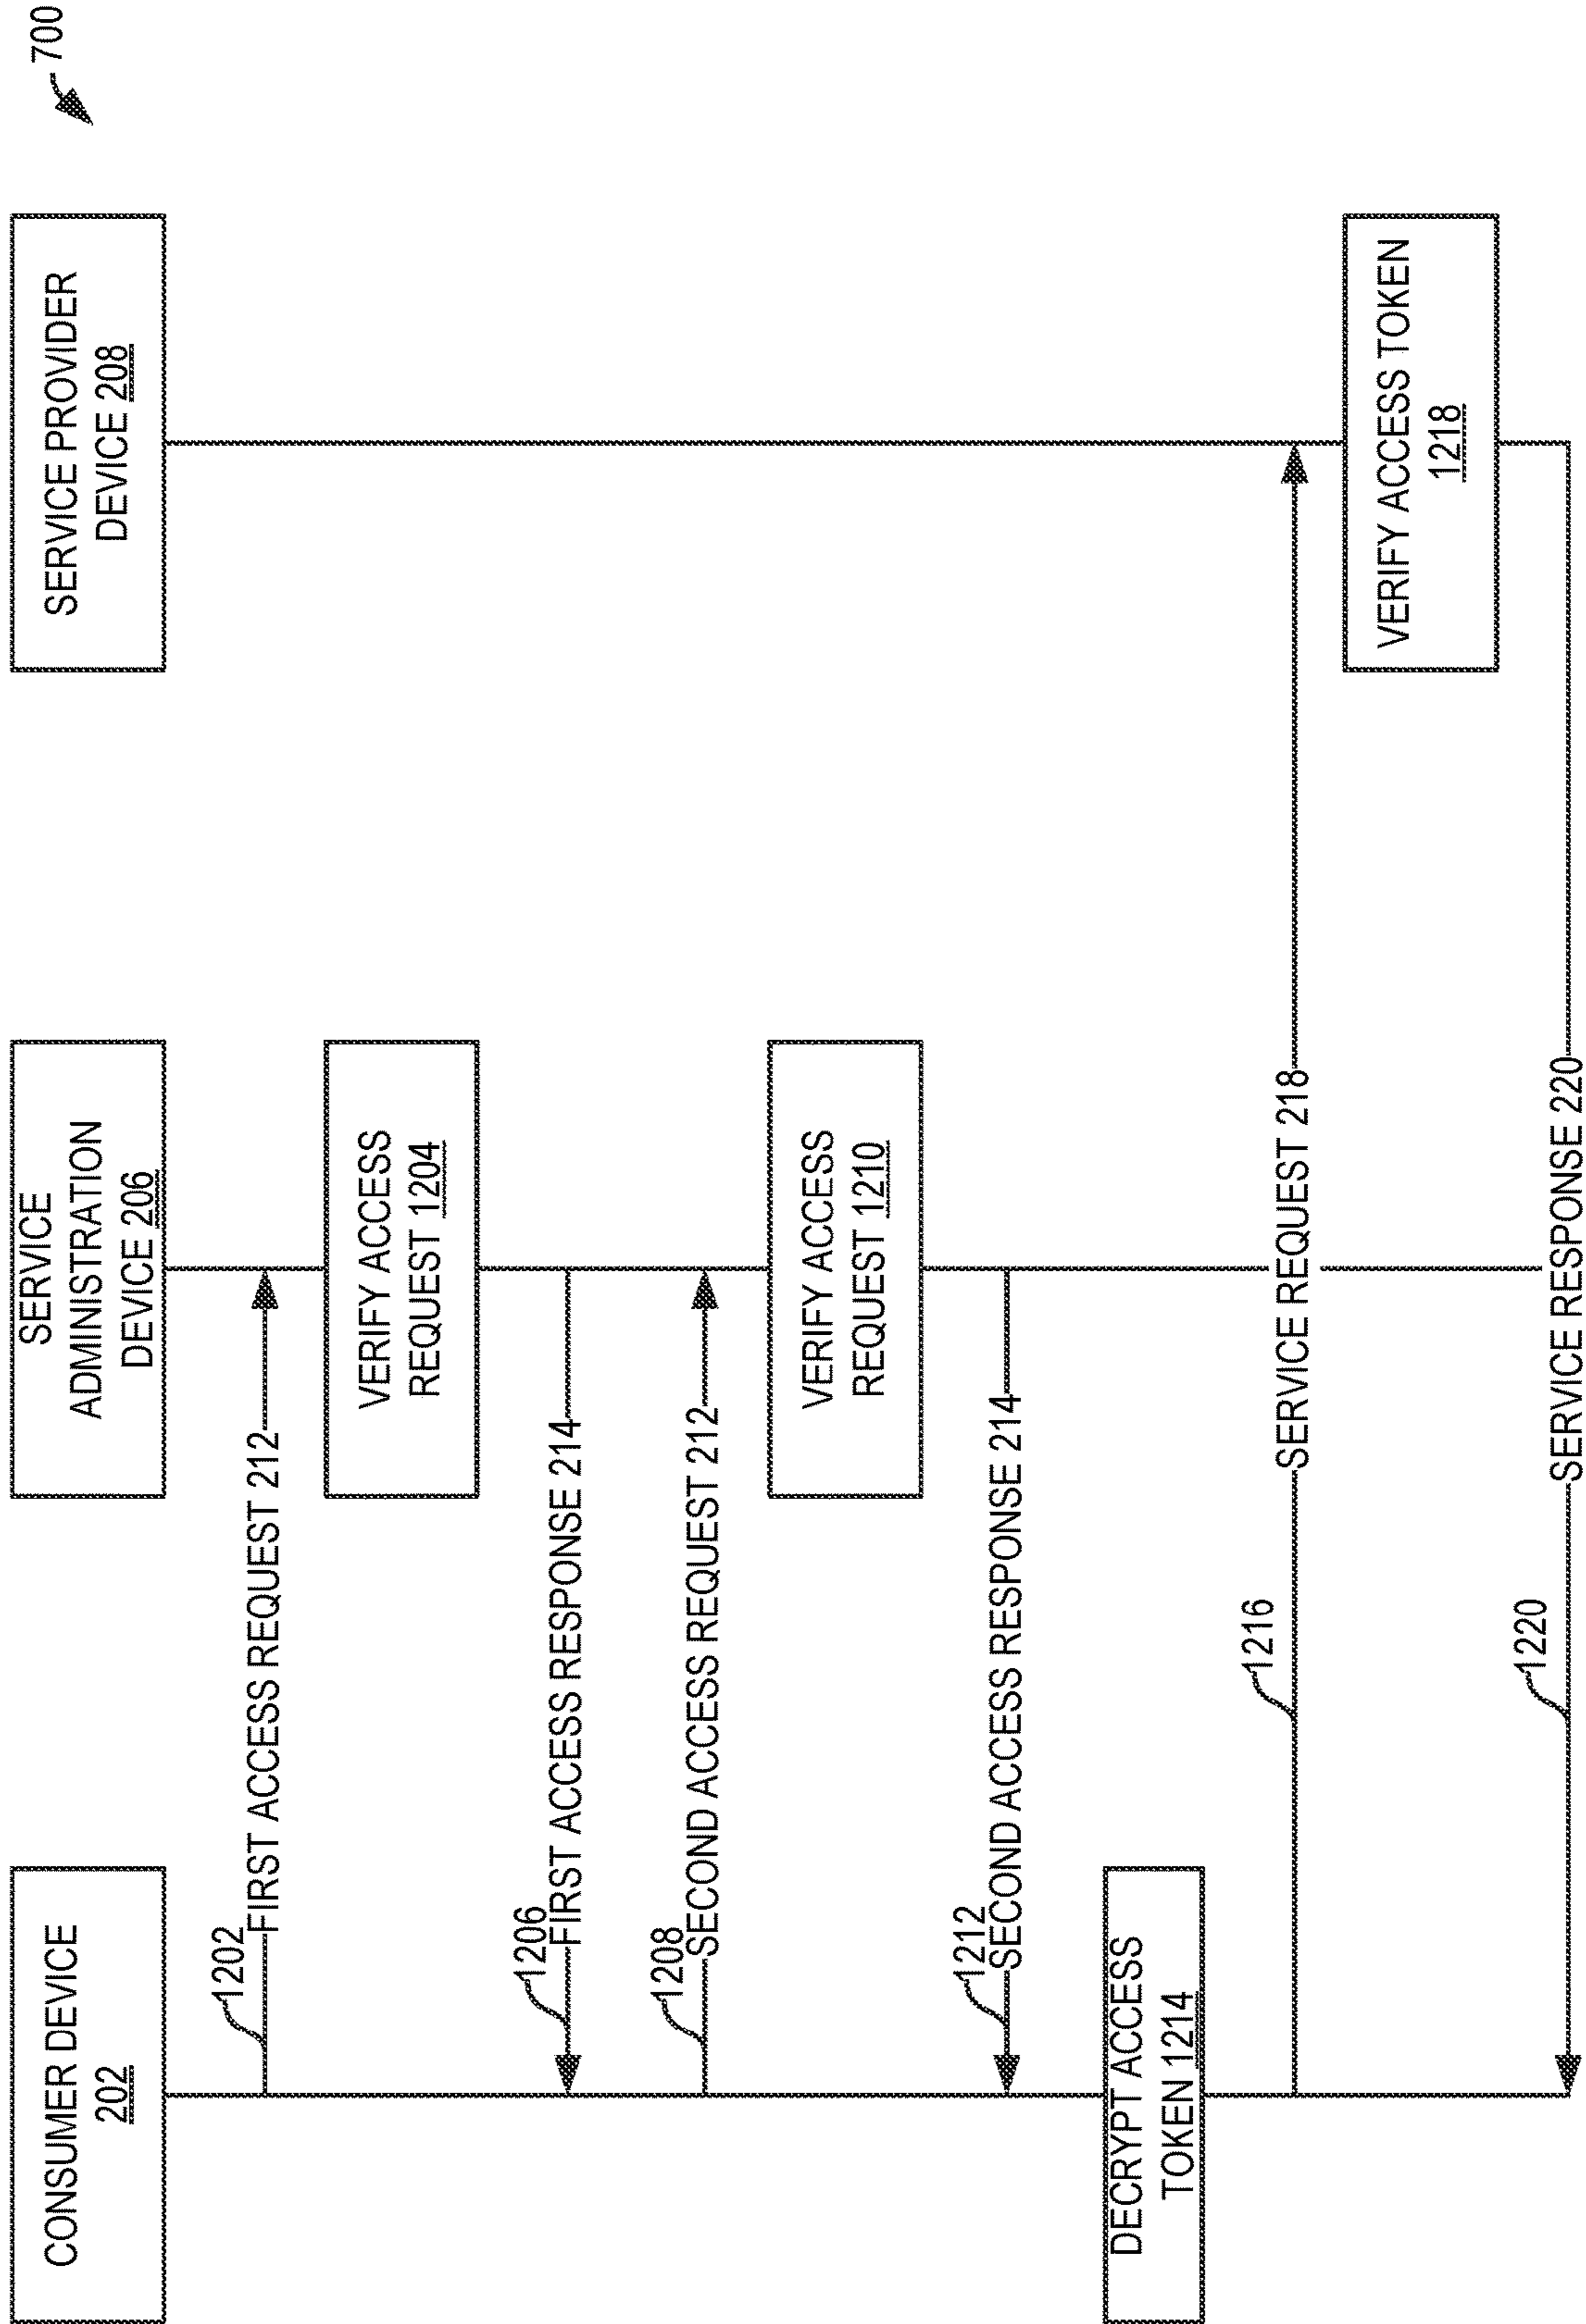 700
CONSUMER DEVICE
202
SERVICE
ADMINISTRATION
DEVICE 206
SERVICE PROVIDER
DEVICE 208
1202
FIRST ACCESS REQUEST 212
VERIFY ACCESS
REQUEST 1204
1206
FIRST ACCESS RESPONSE 214
1208
SECOND ACCESS REQUEST 212
VERIFY ACCESS
REQUEST 1210
1212
SECOND ACCESS RESPONSE 214
DECRYPT ACCESS
TOKEN 1214
1216
SERVICE REQUEST 218
VERIFY ACCESS TOKEN
1218
1220
SERVICE RESPONSE 220